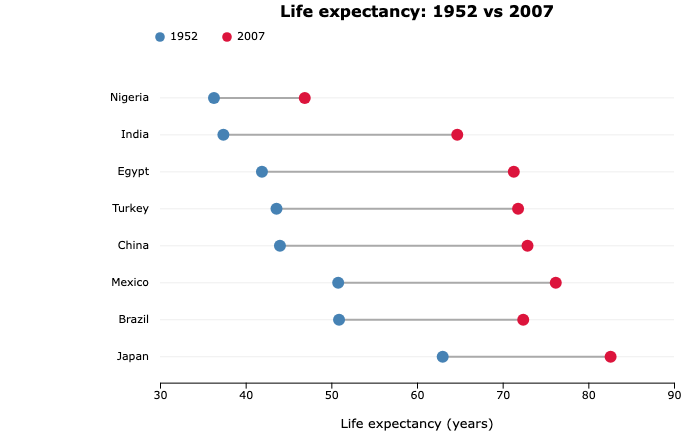 Life expectancy: 1952 vs 2007
1952 2007
Nigeria
India
Egypt
Turkey
China
Mexico
Brazil
Japan
30 40 50 60 70 80 90
Life expectancy (years)